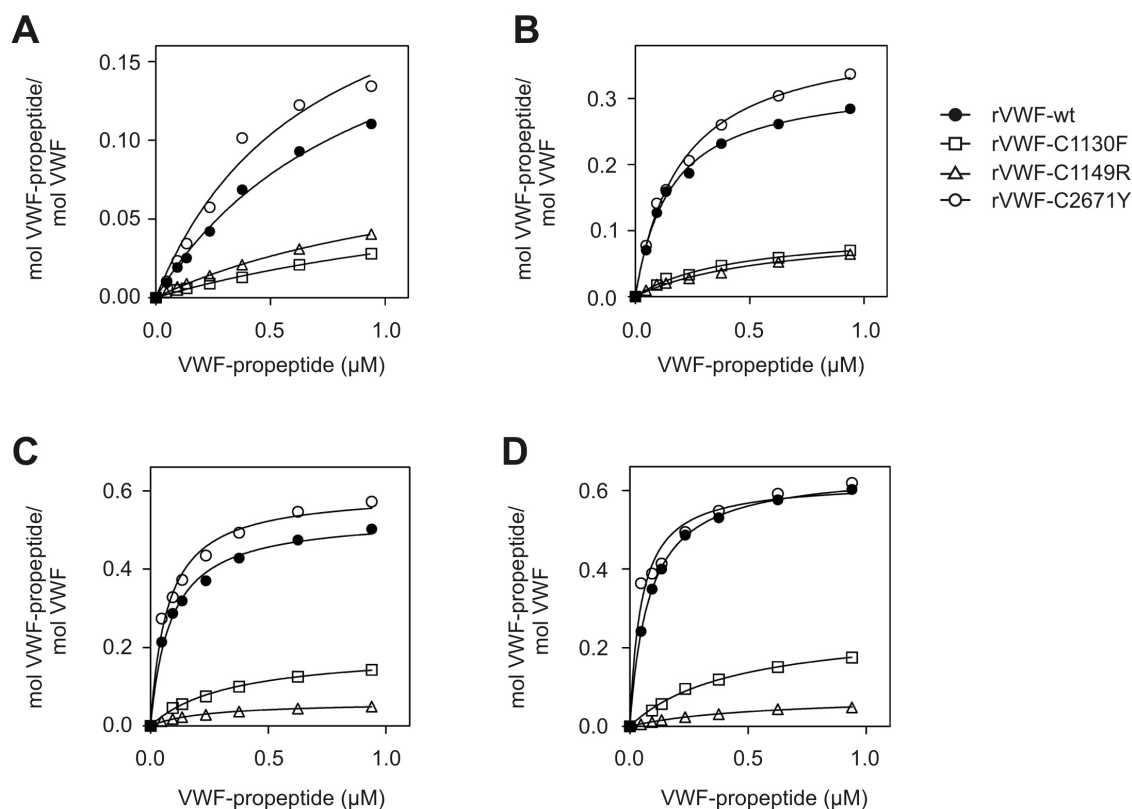 A
mol VWF-propeptide/
mol VWF
0.15
0.10
0.05
0.00
0.0 0.5 1.0
VWF-propeptide (µM)
B
mol VWF-propeptide/
mol VWF
0.3
0.2
0.1
0.0
0.0 0.5 1.0
VWF-propeptide (µM)
rVWF-wt
rVWF-C1130F
rVWF-C1149R
rVWF-C2671Y
C
mol VWF-propeptide/
mol VWF
0.6
0.4
0.2
0.0
0.0 0.5 1.0
VWF-propeptide (µM)
D
mol VWF-propeptide/
mol VWF
0.6
0.4
0.2
0.0
0.0 0.5 1.0
VWF-propeptide (µM)